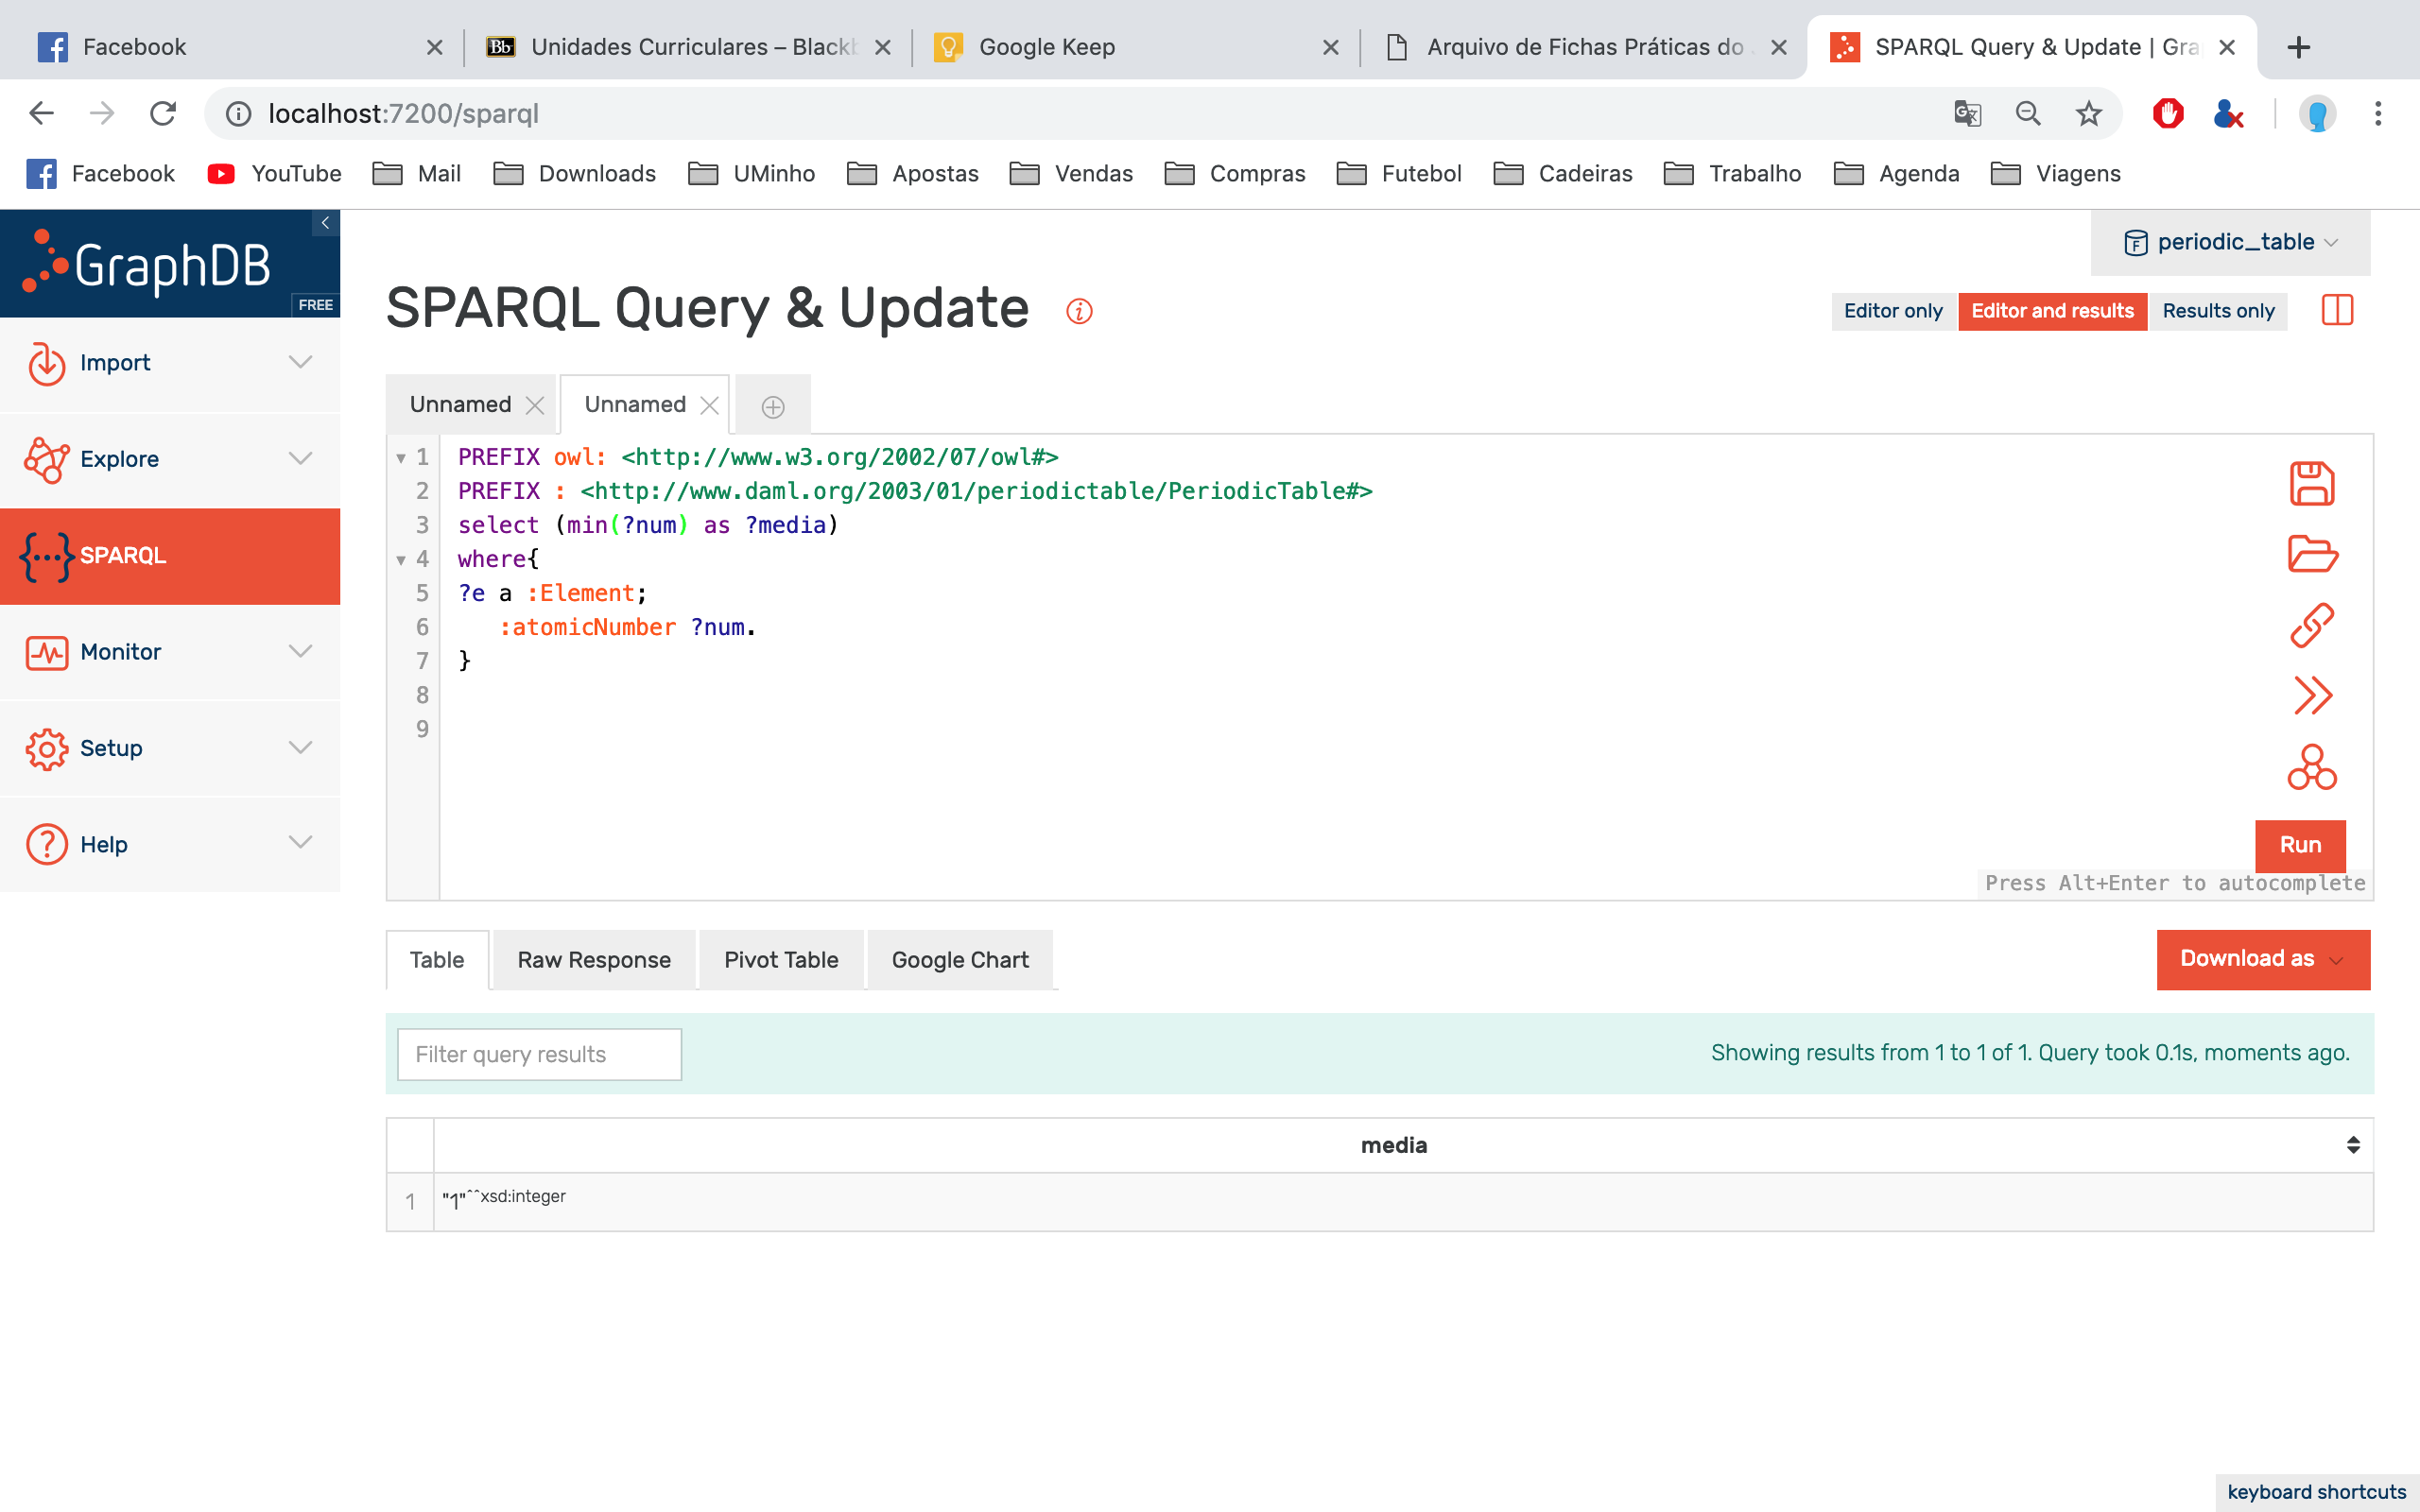 Facebook
Unidades Curriculares – Blackb
Google Keep
Arquivo de Fichas Práticas do
SPARQL Query & Update | Gra
localhost:7200/sparql
Facebook YouTube Mail Downloads UMinho Apostas Vendas Compras Futebol Cadeiras Trabalho Agenda Viagens
GraphDB
FREE
periodic_table
Import
Explore
SPARQL
Monitor
Setup
Help
SPARQL Query & Update
Editor only Editor and results Results only
Unnamed Unnamed
1 PREFIX owl: <http://www.w3.org/2002/07/owl#>
2 PREFIX : <http://www.daml.org/2003/01/periodictable/PeriodicTable#>
3 select (min(?num) as ?media)
4 where{
5 ?e a :Element;
6 :atomicNumber ?num.
7 }
8
9
Run
Press Alt+Enter to autocomplete
Table Raw Response Pivot Table Google Chart
Download as
Filter query results
Showing results from 1 to 1 of 1. Query took 0.1s, moments ago.
media
1 "1"^^xsd:integer
keyboard shortcuts